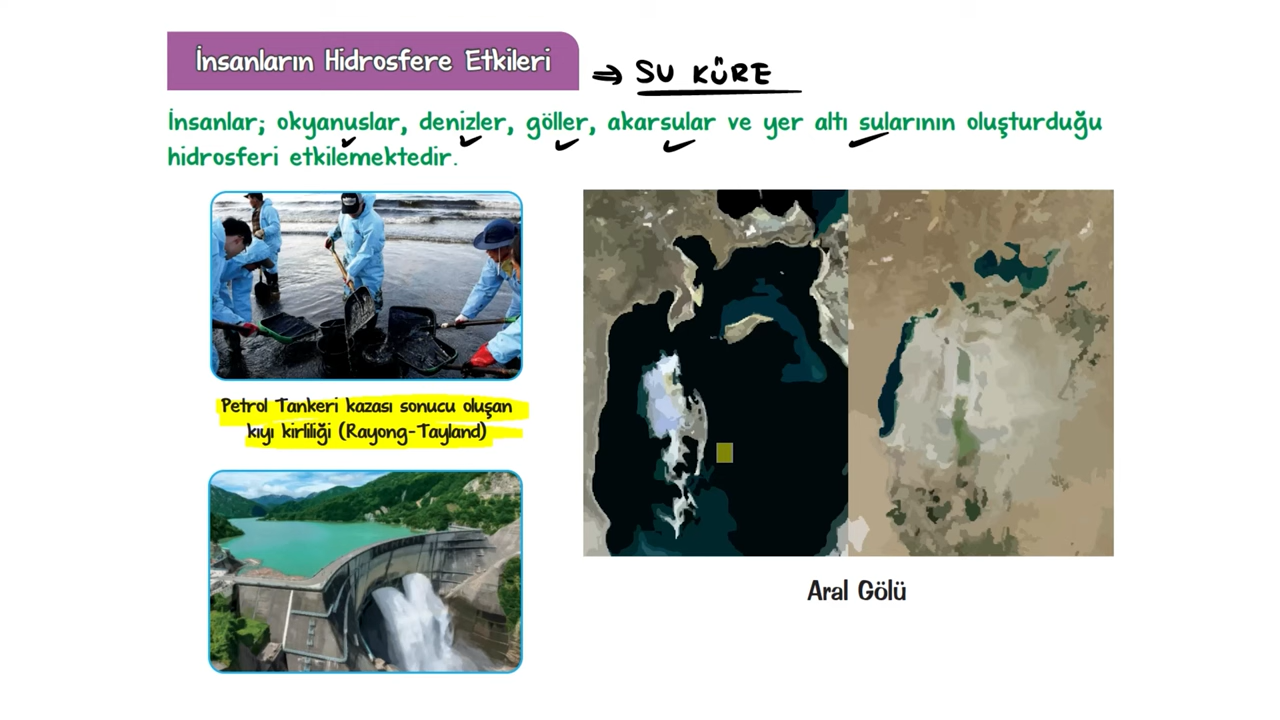 İnsanların Hidrosfere Etkileri
⇒ SU KÜRE
İnsanlar; okyanuslar, denizler, göller, akarsular ve yer altı sularının oluşturduğu
hidrosferi etkilemektedir.
Petrol Tankeri kazası sonucu oluşan
kıyı kirliliği (Rayong-Tayland)
Aral Gölü